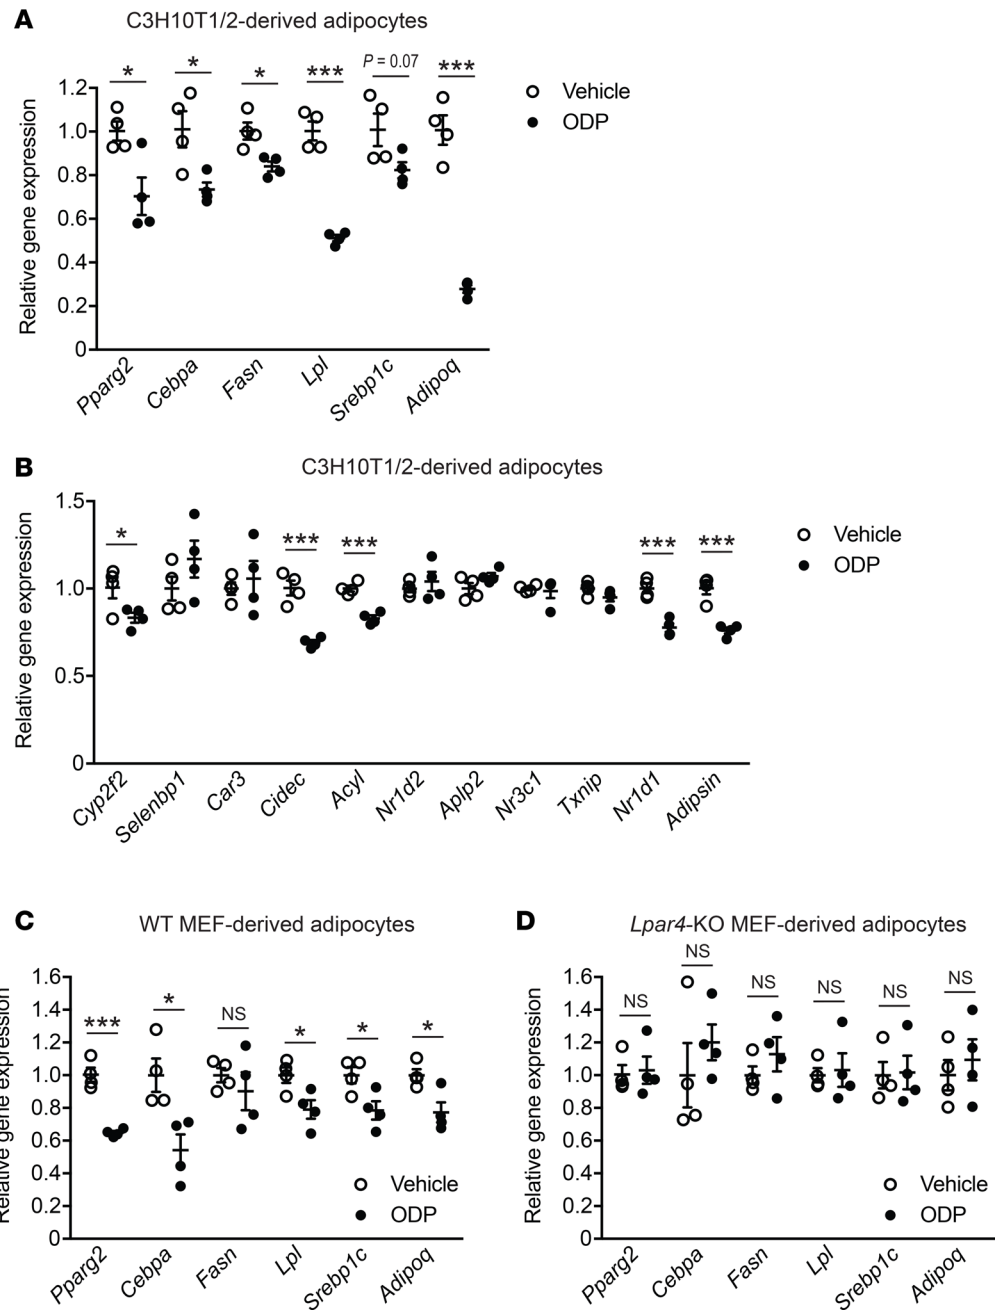 A
C3H10T1/2-derived adipocytes
* * * *** P = 0.07 ***
Vehicle
ODP
Relative gene expression
1.2
1.0
0.8
0.6
0.4
0.2
0
Pparg2 Cebpa Fasn Lpl Srebp1c Adipoq
B
C3H10T1/2-derived adipocytes
* *** *** *** ***
Vehicle
ODP
Relative gene expression
1.5
1.0
0.5
0
Cyp2f2 Selenbp1 Car3 Cidec Acyl Nr1d2 Aplp2 Nr3c1 Txnip Nr1d1 Adipsin
C
WT MEF-derived adipocytes
*** * NS * * *
Relative gene expression
1.6
1.4
1.2
1.0
0.8
0.6
0.4
0.2
0
Vehicle
ODP
Pparg2 Cebpa Fasn Lpl Srebp1c Adipoq
D
Lpar4-KO MEF-derived adipocytes
NS NS NS NS NS NS
Relative gene expression
1.6
1.4
1.2
1.0
0.8
0.6
0.4
0.2
0
Vehicle
ODP
Pparg2 Cebpa Fasn Lpl Srebp1c Adipoq